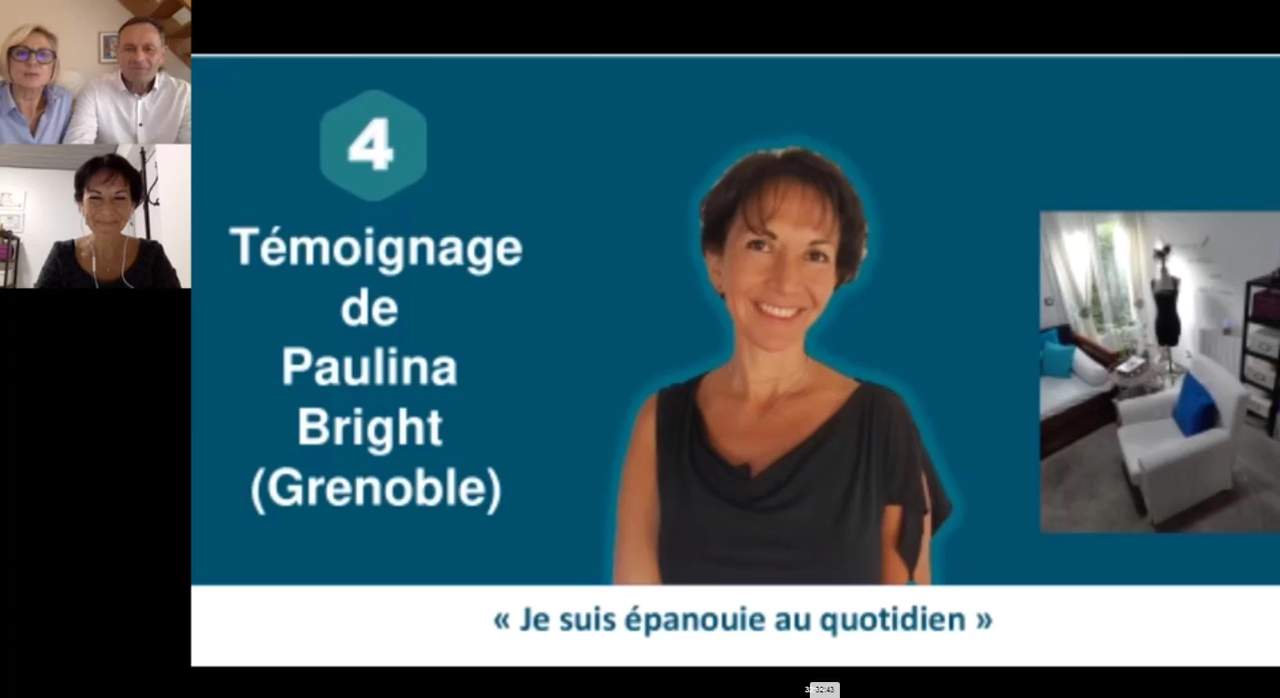 4
Témoignage
de
Paulina
Bright
(Grenoble)
« Je suis épanouie au quotidien »
32:43